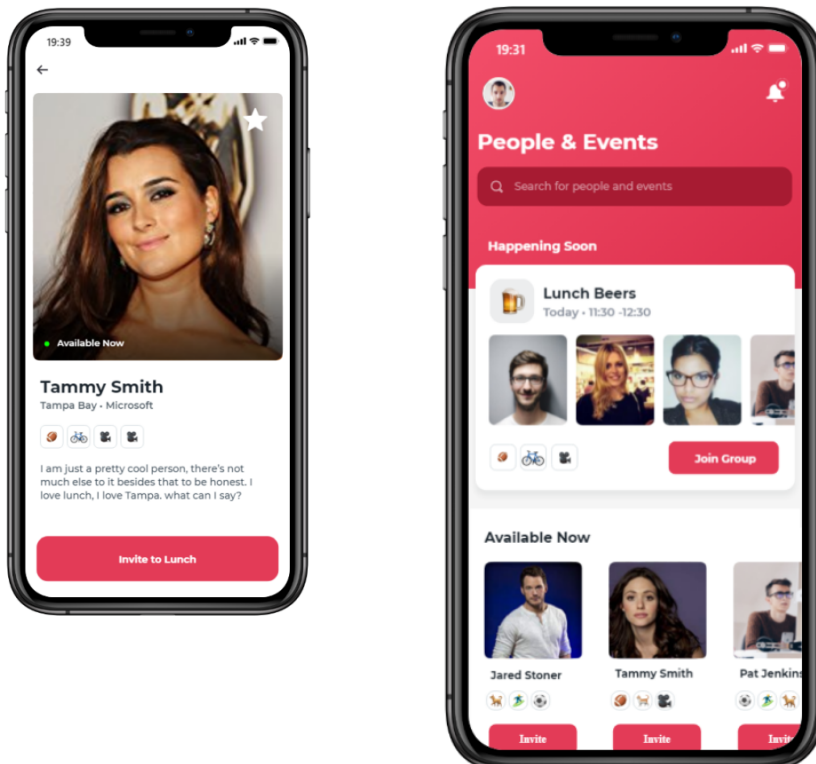 19:39
Available Now
Tammy Smith
Tampa Bay • Microsoft
I am just a pretty cool person, there's not
much else to it besides that to be honest. I
love lunch, I love Tampa. what can I say?
Invite to Lunch
19:31
People & Events
Search for people and events
Happening Soon
Lunch Beers
Today • 11:30 -12:30
Join Group
Available Now
Jared Stoner
Tammy Smith
Pat Jenkins
Invite
Invite
Invite